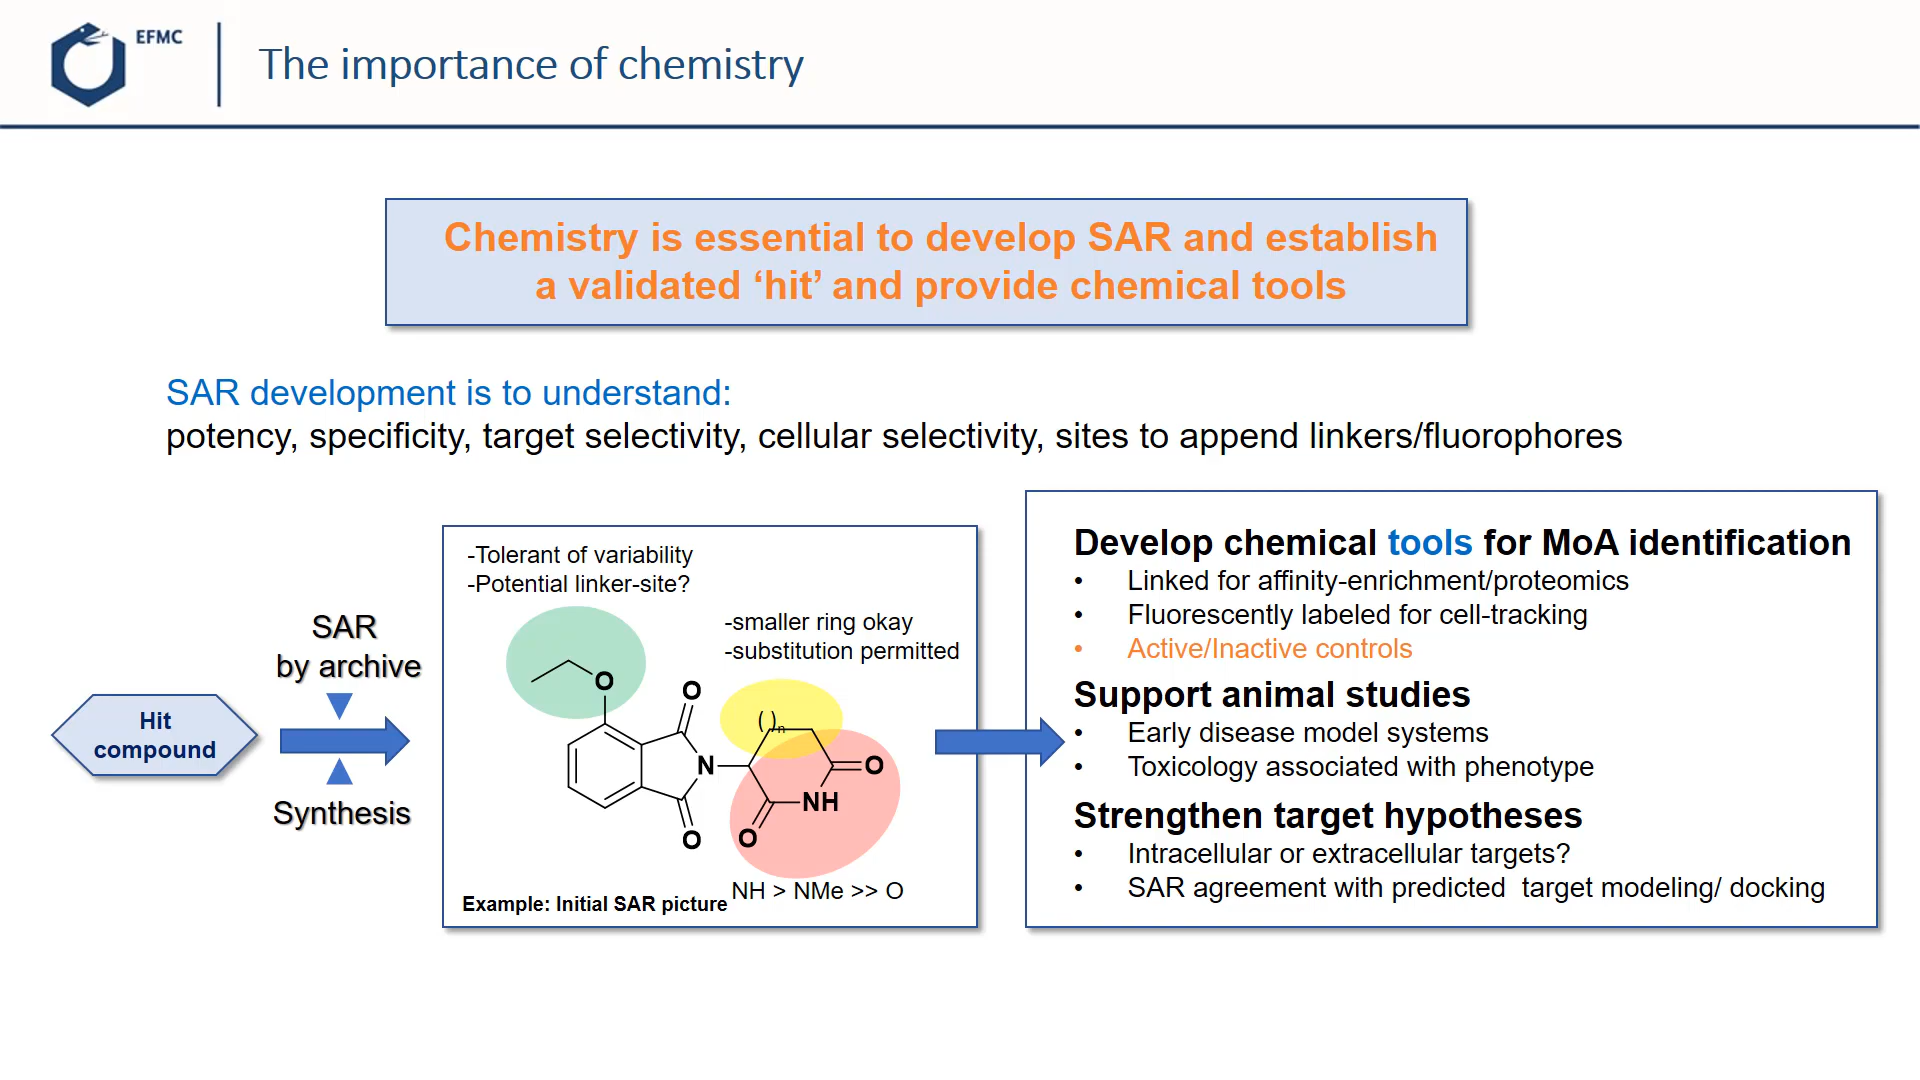 EFMC
The importance of chemistry
Chemistry is essential to develop SAR and establish
a validated ‘hit’ and provide chemical tools
SAR development is to understand:
potency, specificity, target selectivity, cellular selectivity, sites to append linkers/fluorophores
Hit
compound
SAR
by archive
Synthesis
-Tolerant of variability
-Potential linker-site?
-smaller ring okay
-substitution permitted
O
O
( )n
N
O
NH
O
O
NH > NMe >> O
Example: Initial SAR picture
Develop chemical tools for MoA identification
• Linked for affinity-enrichment/proteomics
• Fluorescently labeled for cell-tracking
• Active/Inactive controls
Support animal studies
• Early disease model systems
• Toxicology associated with phenotype
Strengthen target hypotheses
• Intracellular or extracellular targets?
• SAR agreement with predicted  target modeling/ docking